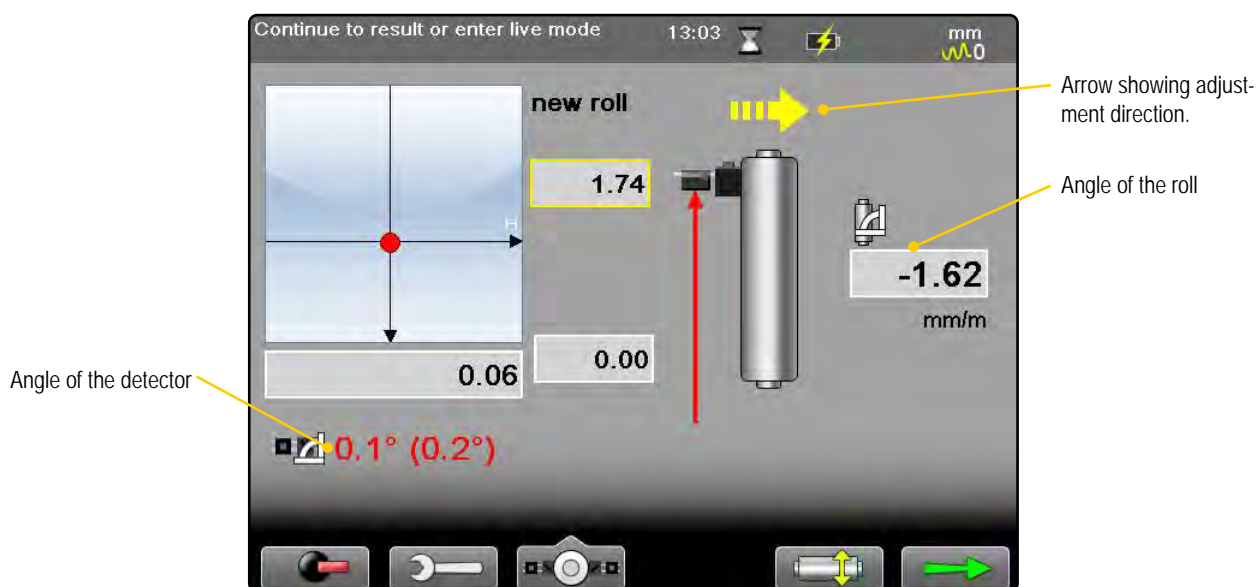 Continue to result or enter live mode 13:03 mm
0
new roll
Arrow showing adjust-
ment direction.
1.74
Angle of the roll
H
-1.62
mm/m
0.00
0.06
Angle of the detector
0.1° (0.2°)